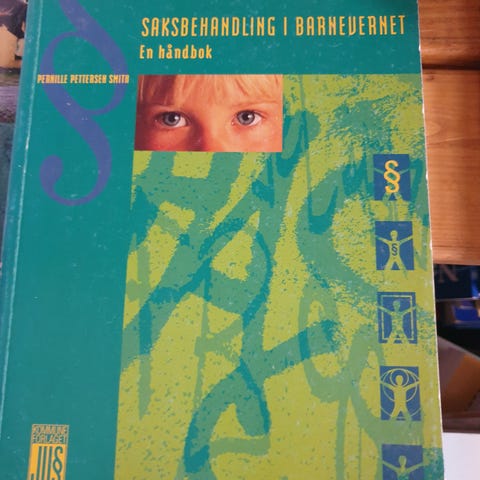 SAKSBEHANDLING I BARNEVERNET
En håndbok
PERNILLE PETTERSEN SMITH
§
§
§
KOMMUNE
FORLAGET
JUS